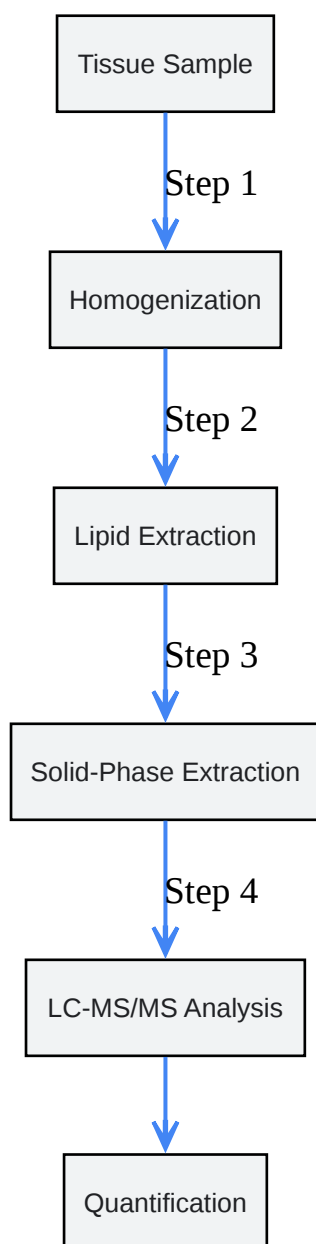 Tissue Sample
Step 1
Homogenization
Step 2
Lipid Extraction
Step 3
Solid-Phase Extraction
Step 4
LC-MS/MS Analysis
Quantification